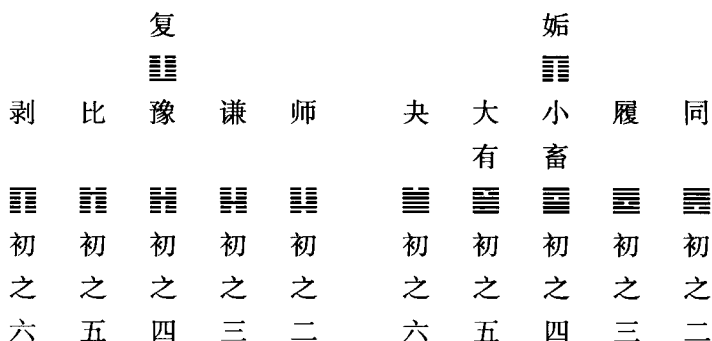 姤
同 初之二
履 初之三
小畜 初之四
大有 初之五
夬 初之六
复
师 初之二
谦 初之三
豫 初之四
比 初之五
剥 初之六